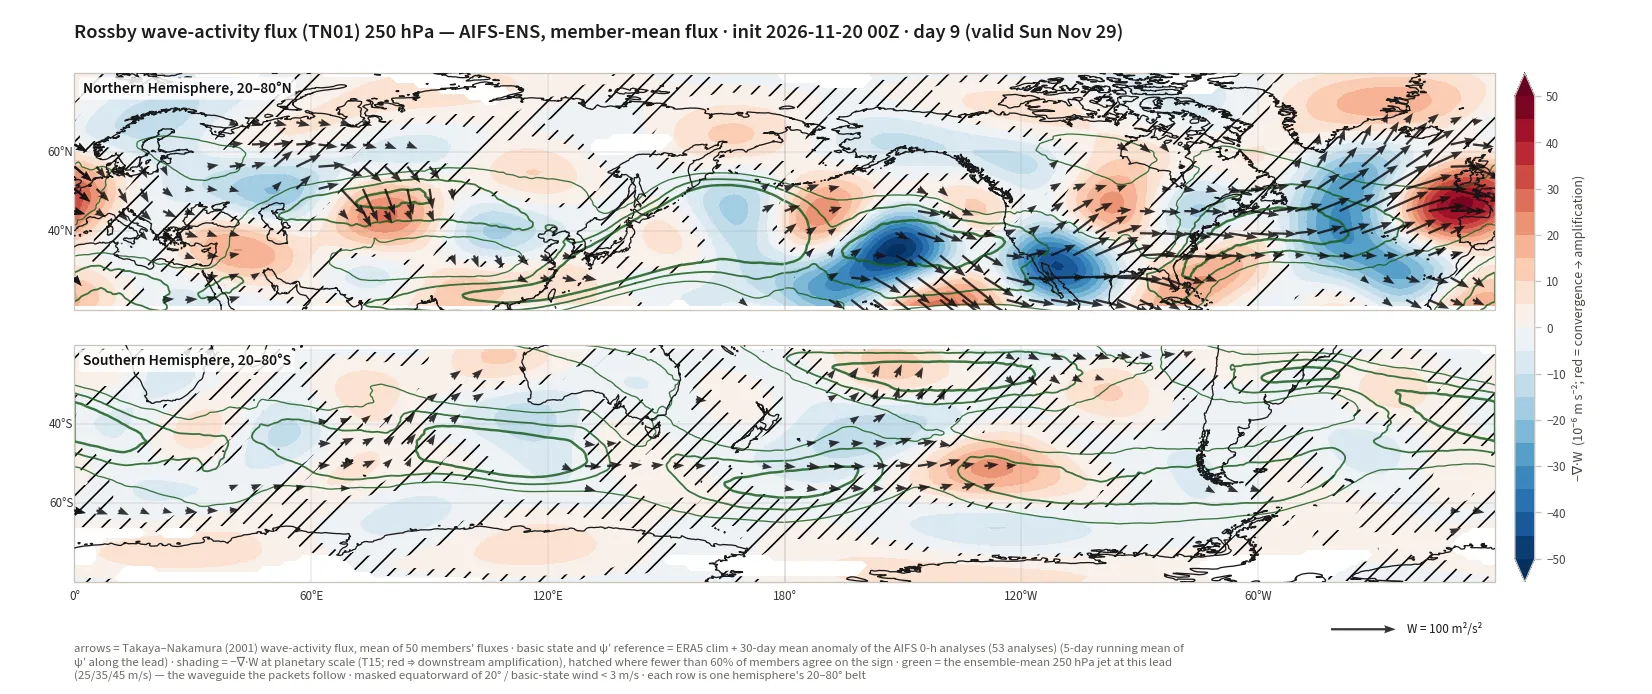 Rossby wave-activity flux (TN01) 250 hPa — AIFS-ENS, member-mean flux · init 2026-11-20 00Z · day 9 (valid Sun Nov 29)
Northern Hemisphere, 20–80°N
60°N
40°N
Southern Hemisphere, 20–80°S
40°S
60°S
0°
60°E
120°E
180°
120°W
60°W
50
40
30
20
10
0
−10
−20
−30
−40
−50
−∇·W (10⁻⁶ m s⁻²; red = convergence → amplification)
W = 100 m²/s²
arrows = Takaya–Nakamura (2001) wave-activity flux, mean of 50 members' fluxes · basic state and ψ' reference = ERA5 clim + 30-day mean anomaly of the AIFS 0-h analyses (53 analyses) (5-day running mean of
ψ' along the lead) · shading = −∇·W at planetary scale (T15; red ⇒ downstream amplification), hatched where fewer than 60% of members agree on the sign · green = the ensemble-mean 250 hPa jet at this lead
(25/35/45 m/s) — the waveguide the packets follow · masked equatorward of 20° / basic-state wind < 3 m/s · each row is one hemisphere's 20–80° belt